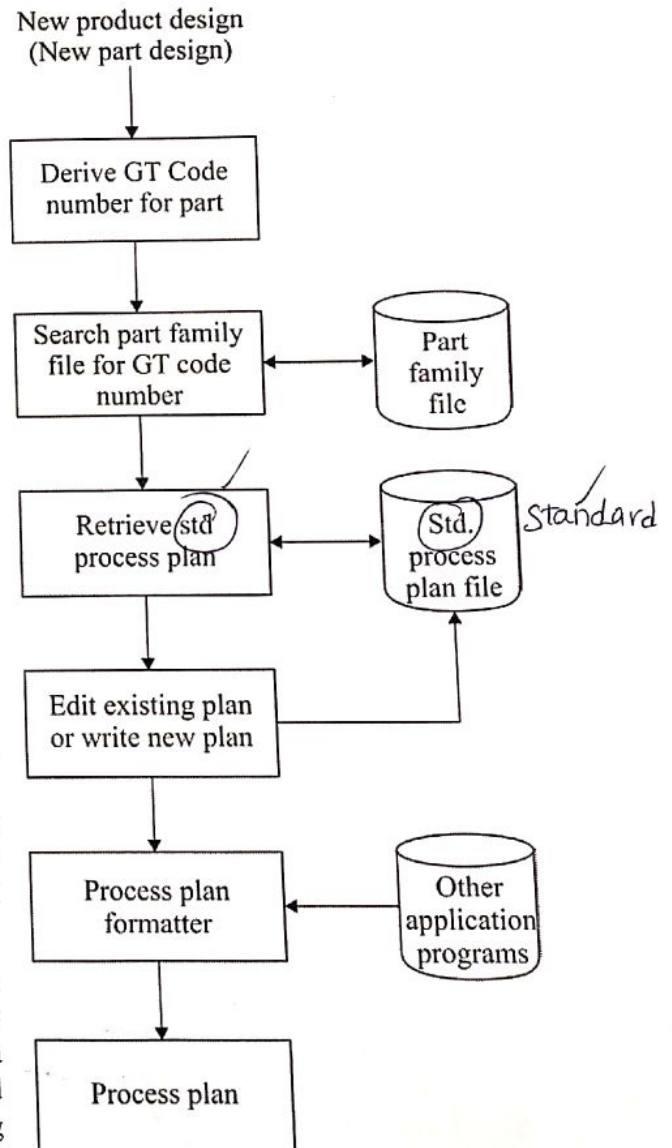 New product design
(New part design)
Derive GT Code
number for part
Search part family
file for GT code
number
Part
family
file
Retrieve std
process plan
Std.
process
plan file
Standard
Edit existing plan
or write new plan
Process plan
formatter
Other
application
programs
Process plan